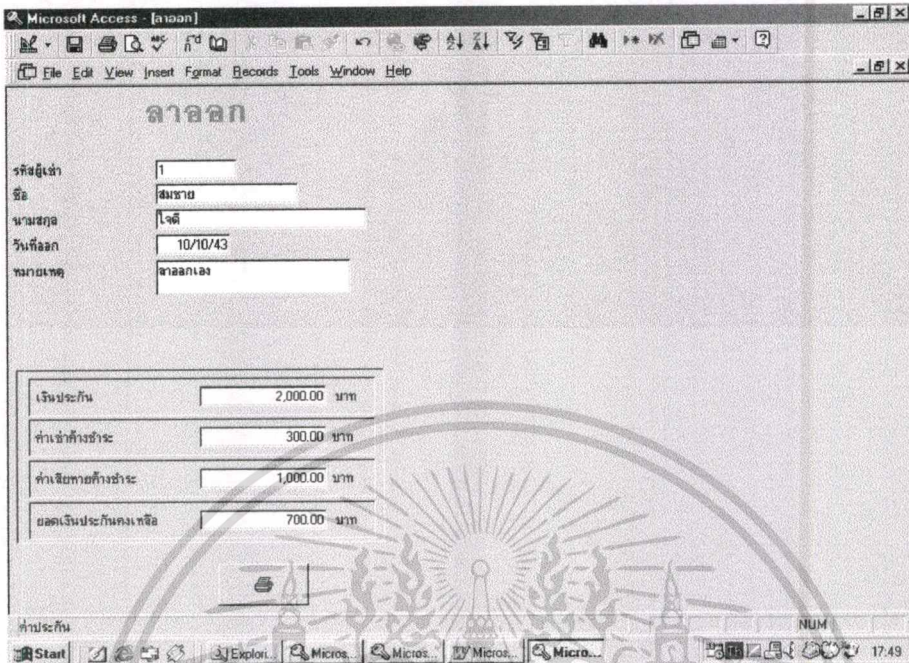 Microsoft Access - [ลาออก]
File Edit View Insert Format Records Tools Window Help
ลาออก
รหัสผู้เช่า 1
ชื่อ สมชาย
นามสกุล ใจดี
วันที่ออก 10/10/43
หมายเหตุ ลาออกเอง
เงินประกัน 2,000.00 บาท
ค่าเช่าค้างชำระ 300.00 บาท
ค่าเสียหายค้างชำระ 1,000.00 บาท
ยอดเงินประกันคงเหลือ 700.00 บาท
ค่าประกัน NUM
Start Explori... Micros... Micros... Micros... Micro... 17:49